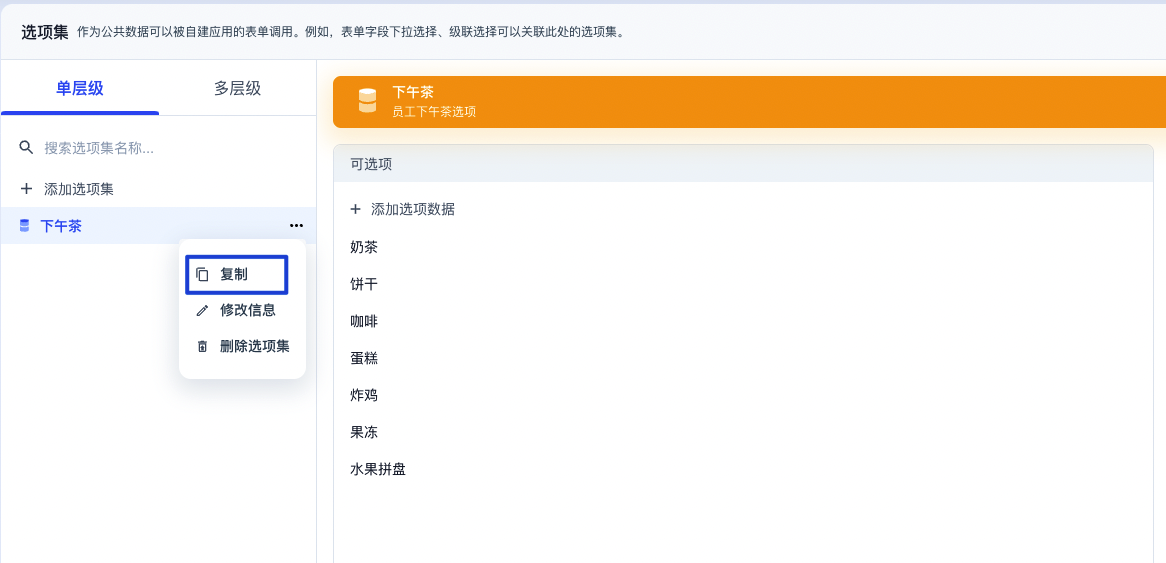 选项集 作为公共数据可以被自建应用的表单调用。例如，表单字段下拉选择、级联选择可以关联此处的选项集。
单层级 多层级
搜索选项集名称...
添加选项集
下午茶
复制
修改信息
删除选项集
下午茶
员工下午茶选项
可选项
添加选项数据
奶茶
饼干
咖啡
蛋糕
炸鸡
果冻
水果拼盘